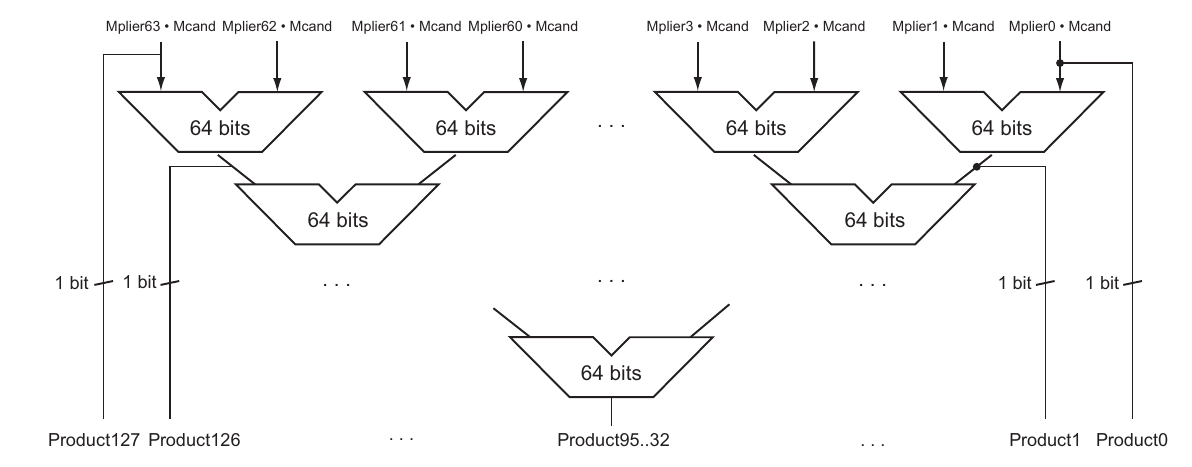 Mplier63 • Mcand Mplier62 • Mcand Mplier61 • Mcand Mplier60 • Mcand Mplier3 • Mcand Mplier2 • Mcand Mplier1 • Mcand Mplier0 • Mcand
64 bits 64 bits . . . 64 bits 64 bits
64 bits 64 bits
1 bit 1 bit . . . . . . . . . 1 bit 1 bit
64 bits
Product127 Product126 . . . Product95..32 . . . Product1 Product0